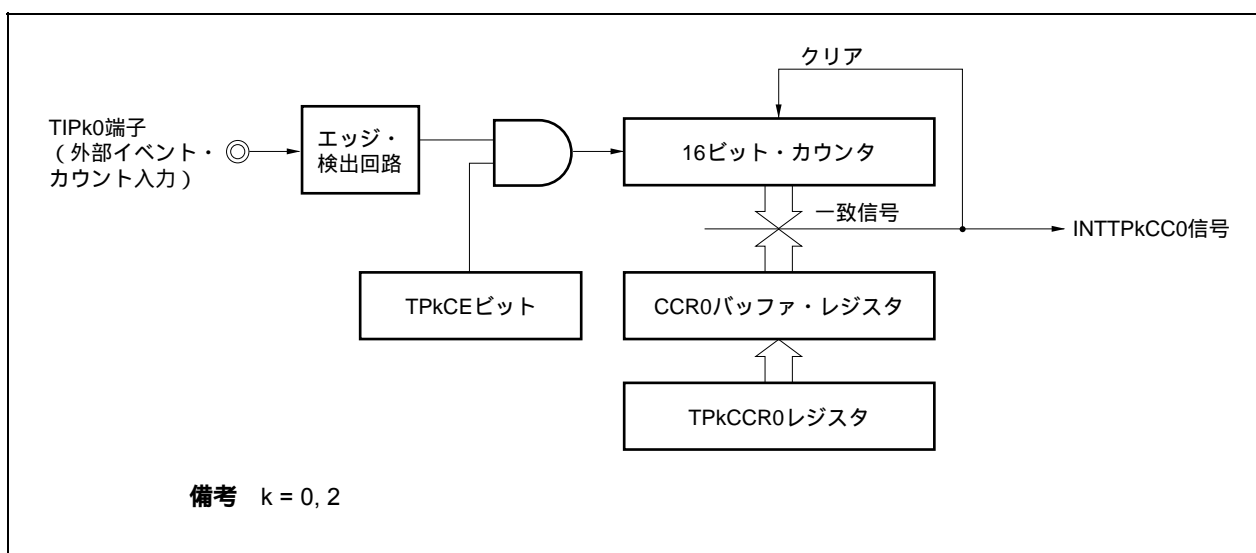 クリア
TIPk0端子
(外部イベント・
カウント入力)
エッジ・
検出回路
16ビット・カウンタ
一致信号
INTTPkCC0信号
TPkCEビット
CCR0バッファ・レジスタ
TPkCCR0レジスタ
備考 k = 0, 2